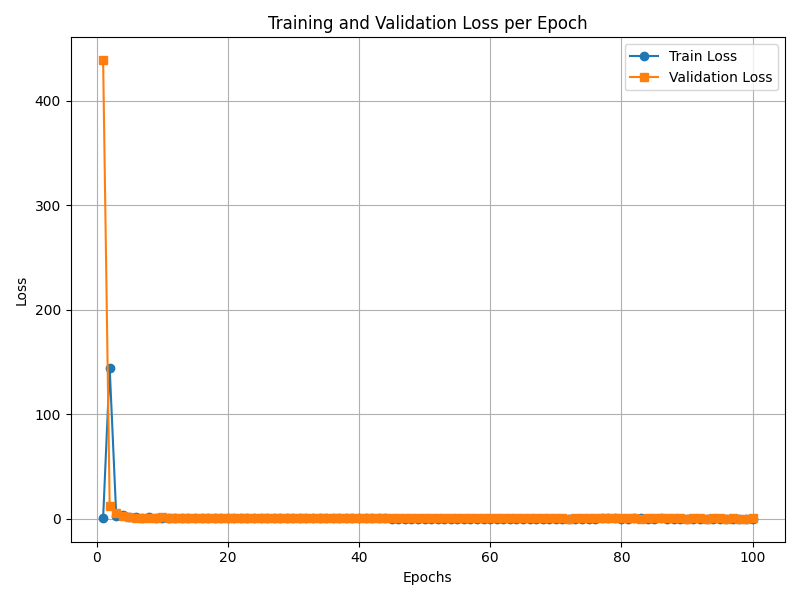 Training and Validation Loss per Epoch
Train Loss
Validation Loss
Loss
400
300
200
100
0
0 20 40 60 80 100
Epochs